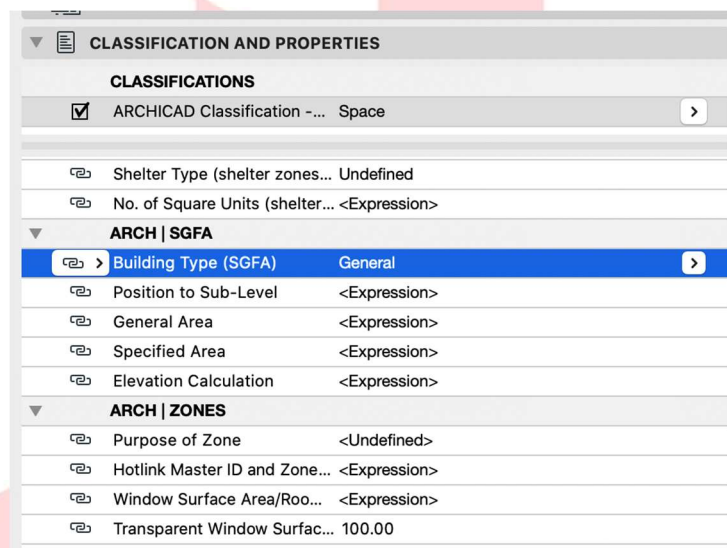 CLASSIFICATION AND PROPERTIES
CLASSIFICATIONS
ARCHICAD Classification -... Space
Shelter Type (shelter zones... Undefined
No. of Square Units (shelter... <Expression>
ARCH | SGFA
Building Type (SGFA) General
Position to Sub-Level <Expression>
General Area <Expression>
Specified Area <Expression>
Elevation Calculation <Expression>
ARCH | ZONES
Purpose of Zone <Undefined>
Hotlink Master ID and Zone... <Expression>
Window Surface Area/Roo... <Expression>
Transparent Window Surfac... 100.00